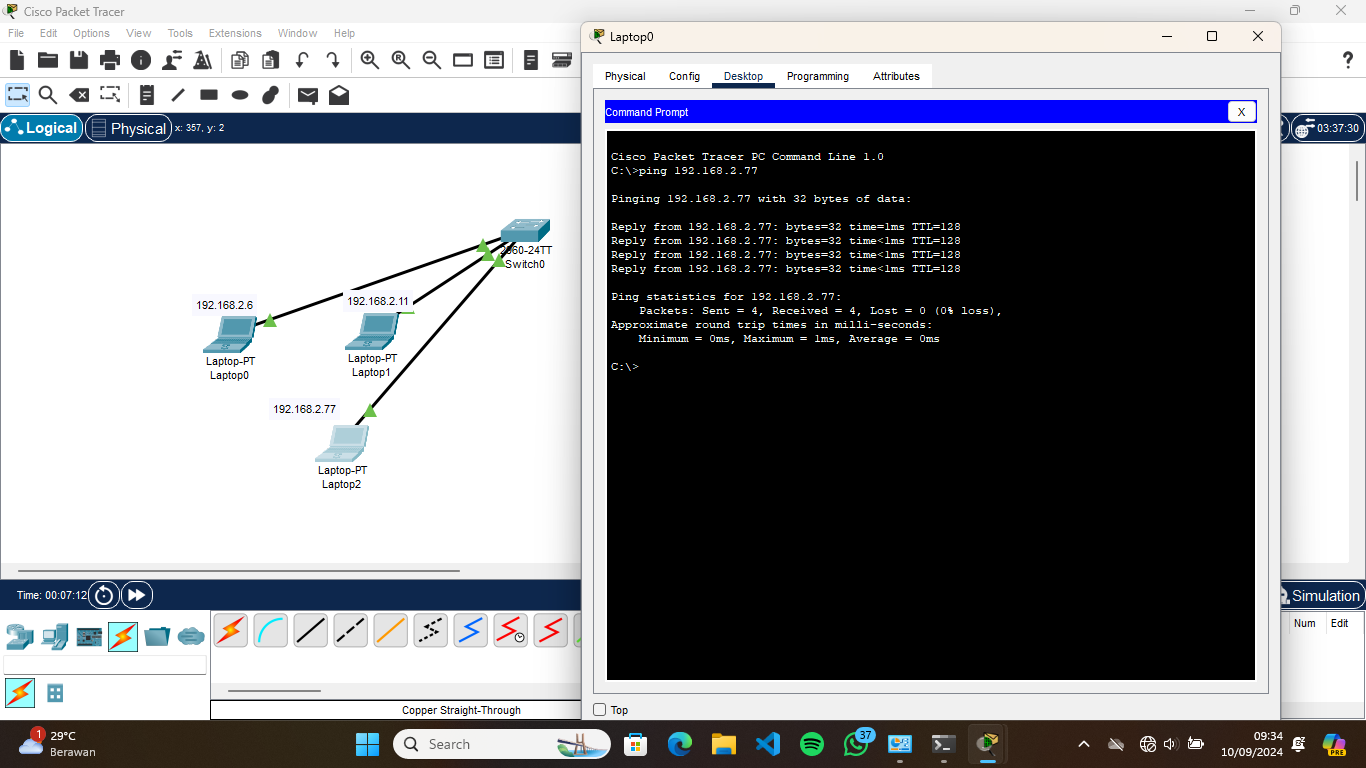 Cisco Packet Tracer
File Edit Options View Tools Extensions Window Help
Logical
Physical
x: 357, y: 2
03:37:30
2960-24TT
Switch0
192.168.2.6
192.168.2.11
Laptop-PT
Laptop0
Laptop-PT
Laptop1
192.168.2.77
Laptop-PT
Laptop2
Time: 00:07:12
Simulation
Num Edit
Copper Straight-Through
Laptop0
Physical Config Desktop Programming Attributes
Command Prompt
X
Cisco Packet Tracer PC Command Line 1.0
C:\>ping 192.168.2.77
Pinging 192.168.2.77 with 32 bytes of data:
Reply from 192.168.2.77: bytes=32 time=1ms TTL=128
Reply from 192.168.2.77: bytes=32 time<1ms TTL=128
Reply from 192.168.2.77: bytes=32 time<1ms TTL=128
Reply from 192.168.2.77: bytes=32 time<1ms TTL=128
Ping statistics for 192.168.2.77:
Packets: Sent = 4, Received = 4, Lost = 0 (0% loss),
Approximate round trip times in milli-seconds:
Minimum = 0ms, Maximum = 1ms, Average = 0ms
C:\>
Top
1
29°C
Berawan
Search
37
09:34
10/09/2024
PRE